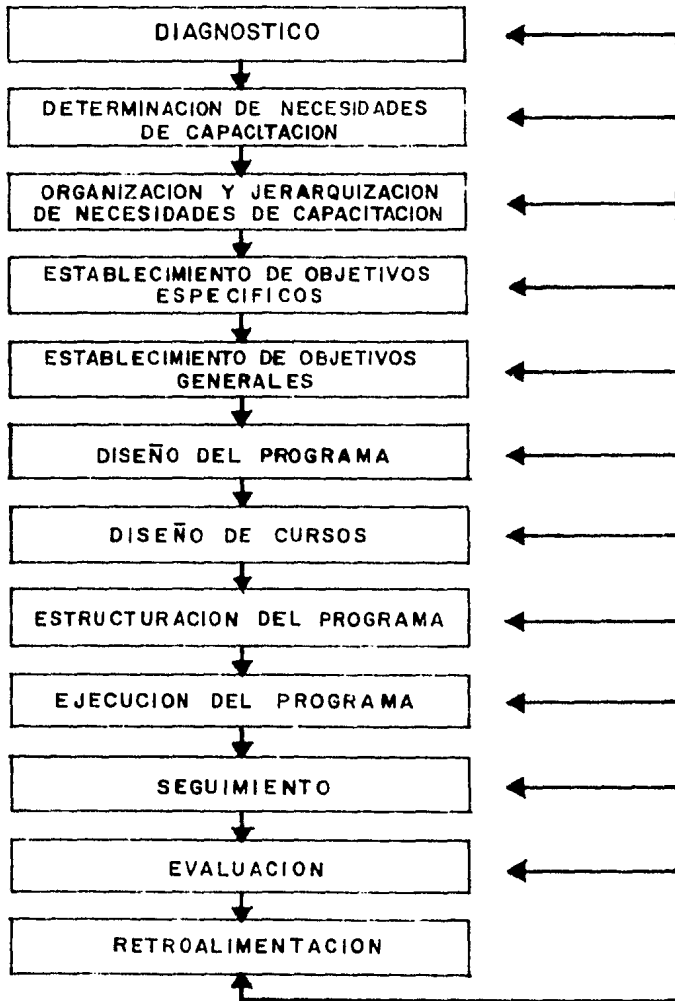 DIAGNOSTICO
DETERMINACION DE NECESIDADES
DE CAPACITACION
ORGANIZACION Y JERARQUIZACION
DE NECESIDADES DE CAPACITACION
ESTABLECIMIENTO DE OBJETIVOS
ESPECIFICOS
ESTABLECIMIENTO DE OBJETIVOS
GENERALES
DISEÑO DEL PROGRAMA
DISEÑO DE CURSOS
ESTRUCTURACION DEL PROGRAMA
EJECUCION DEL PROGRAMA
SEGUIMIENTO
EVALUACION
RETROALIMENTACION